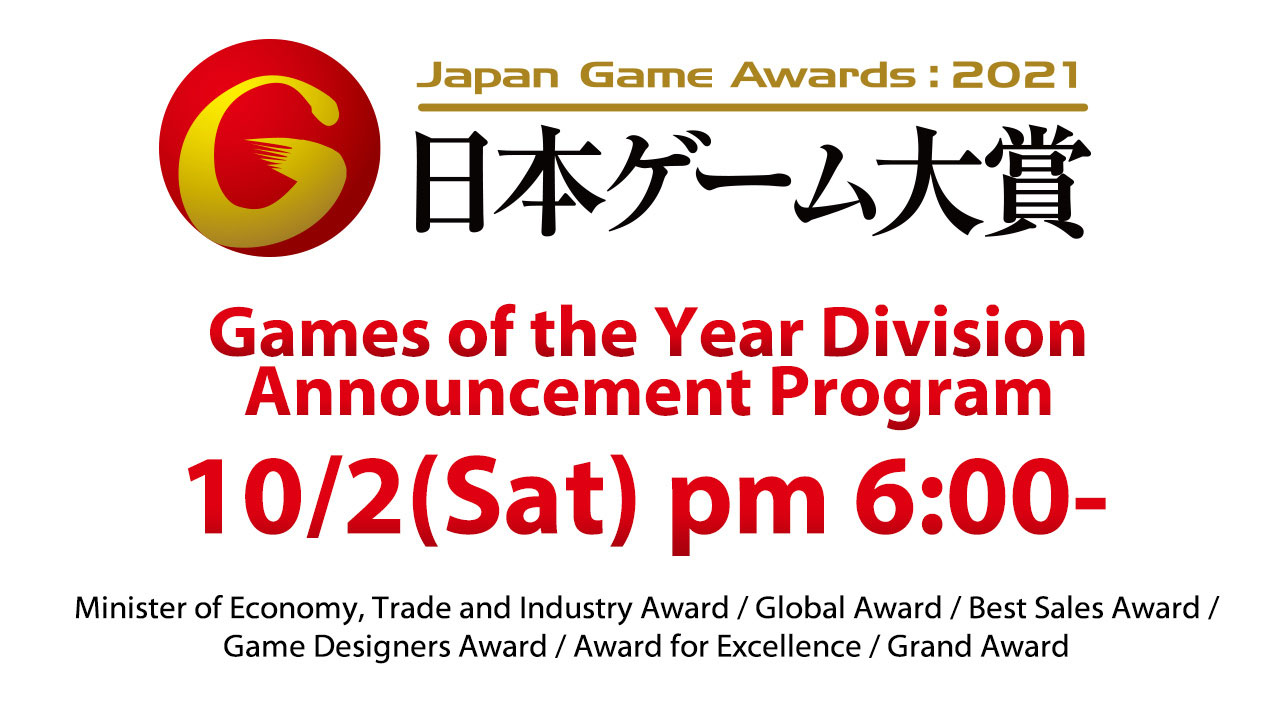 Japan Game Awards : 2021
日本ゲーム大賞
Games of the Year Division
Announcement Program
10/2(Sat) pm 6:00-
Minister of Economy, Trade and Industry Award / Global Award / Best Sales Award /
Game Designers Award / Award for Excellence / Grand Award